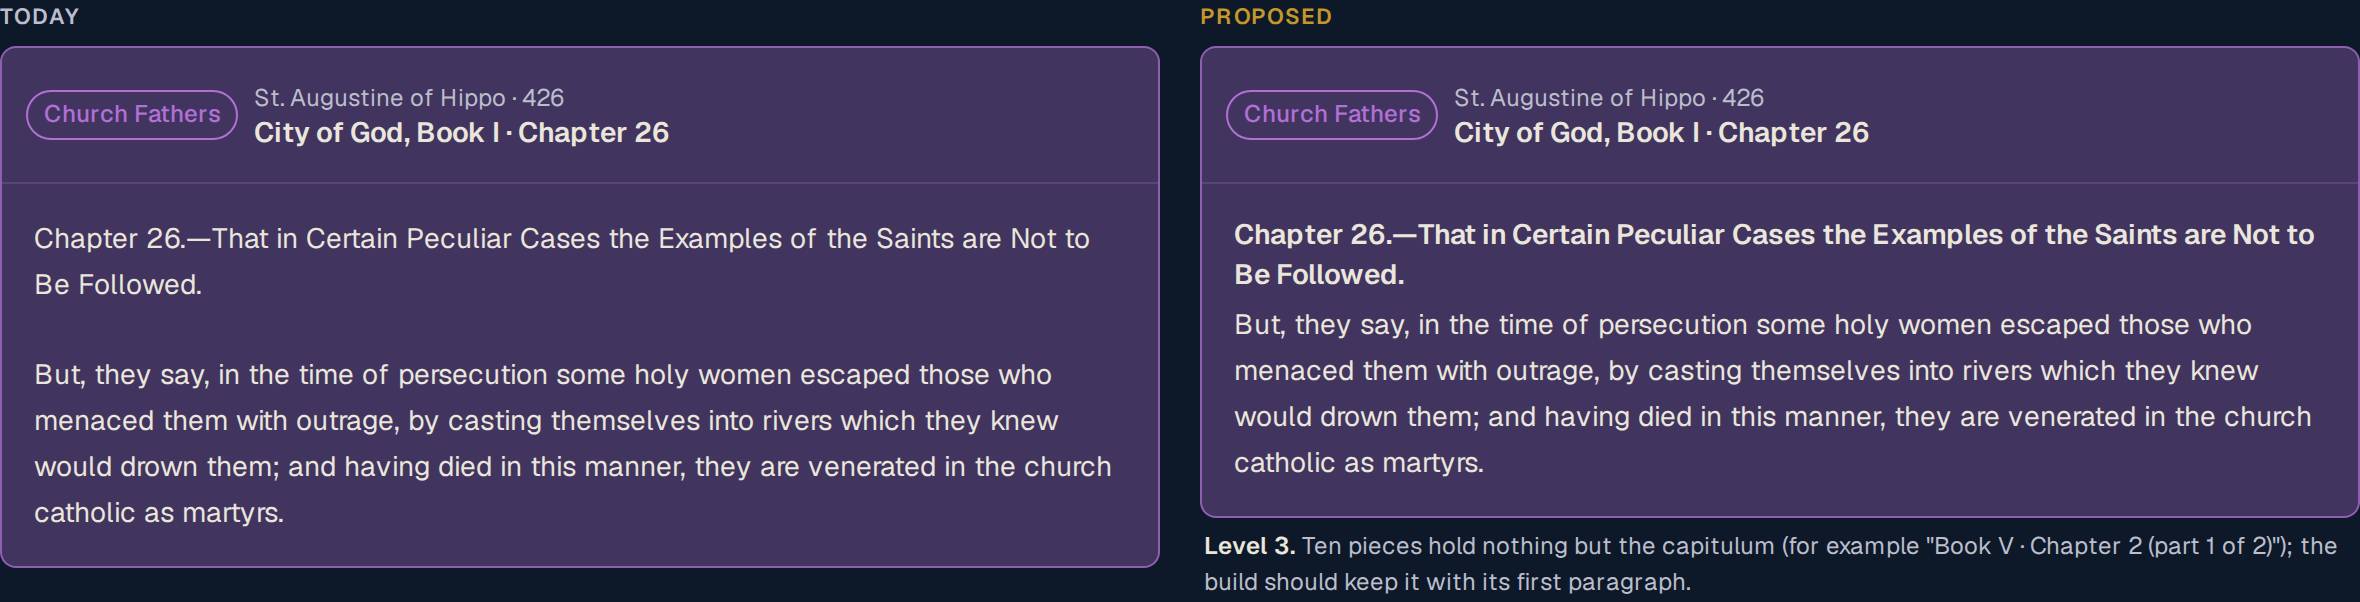 TODAY
Church Fathers
St. Augustine of Hippo · 426
City of God, Book I · Chapter 26
Chapter 26.—That in Certain Peculiar Cases the Examples of the Saints are Not to
Be Followed.
But, they say, in the time of persecution some holy women escaped those who
menaced them with outrage, by casting themselves into rivers which they knew
would drown them; and having died in this manner, they are venerated in the church
catholic as martyrs.
PROPOSED
Church Fathers
St. Augustine of Hippo · 426
City of God, Book I · Chapter 26
Chapter 26.—That in Certain Peculiar Cases the Examples of the Saints are Not to
Be Followed.
But, they say, in the time of persecution some holy women escaped those who
menaced them with outrage, by casting themselves into rivers which they knew
would drown them; and having died in this manner, they are venerated in the church
catholic as martyrs.
Level 3. Ten pieces hold nothing but the capitulum (for example "Book V · Chapter 2 (part 1 of 2)"); the
build should keep it with its first paragraph.